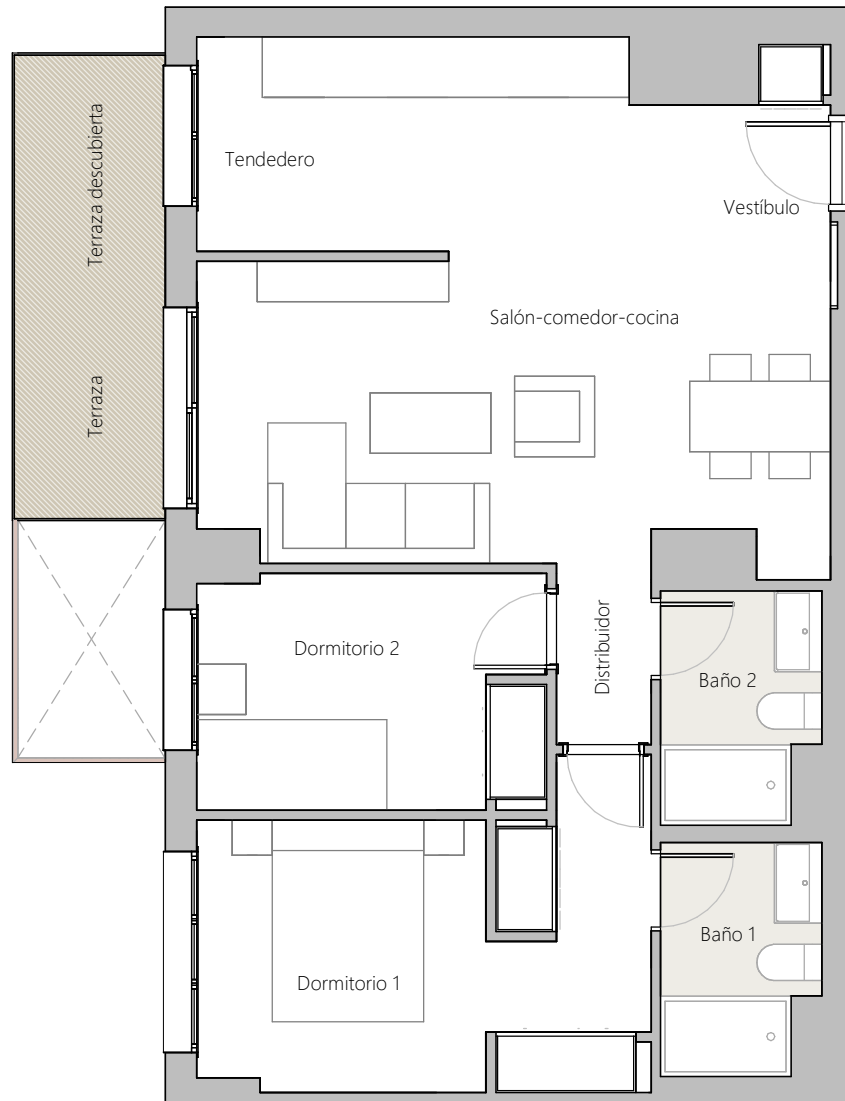 Terraza descubierta
Tendedero
Vestíbulo
Salón-comedor-cocina
Terraza
Distribuidor
Dormitorio 2
Baño 2
Baño 1
Dormitorio 1